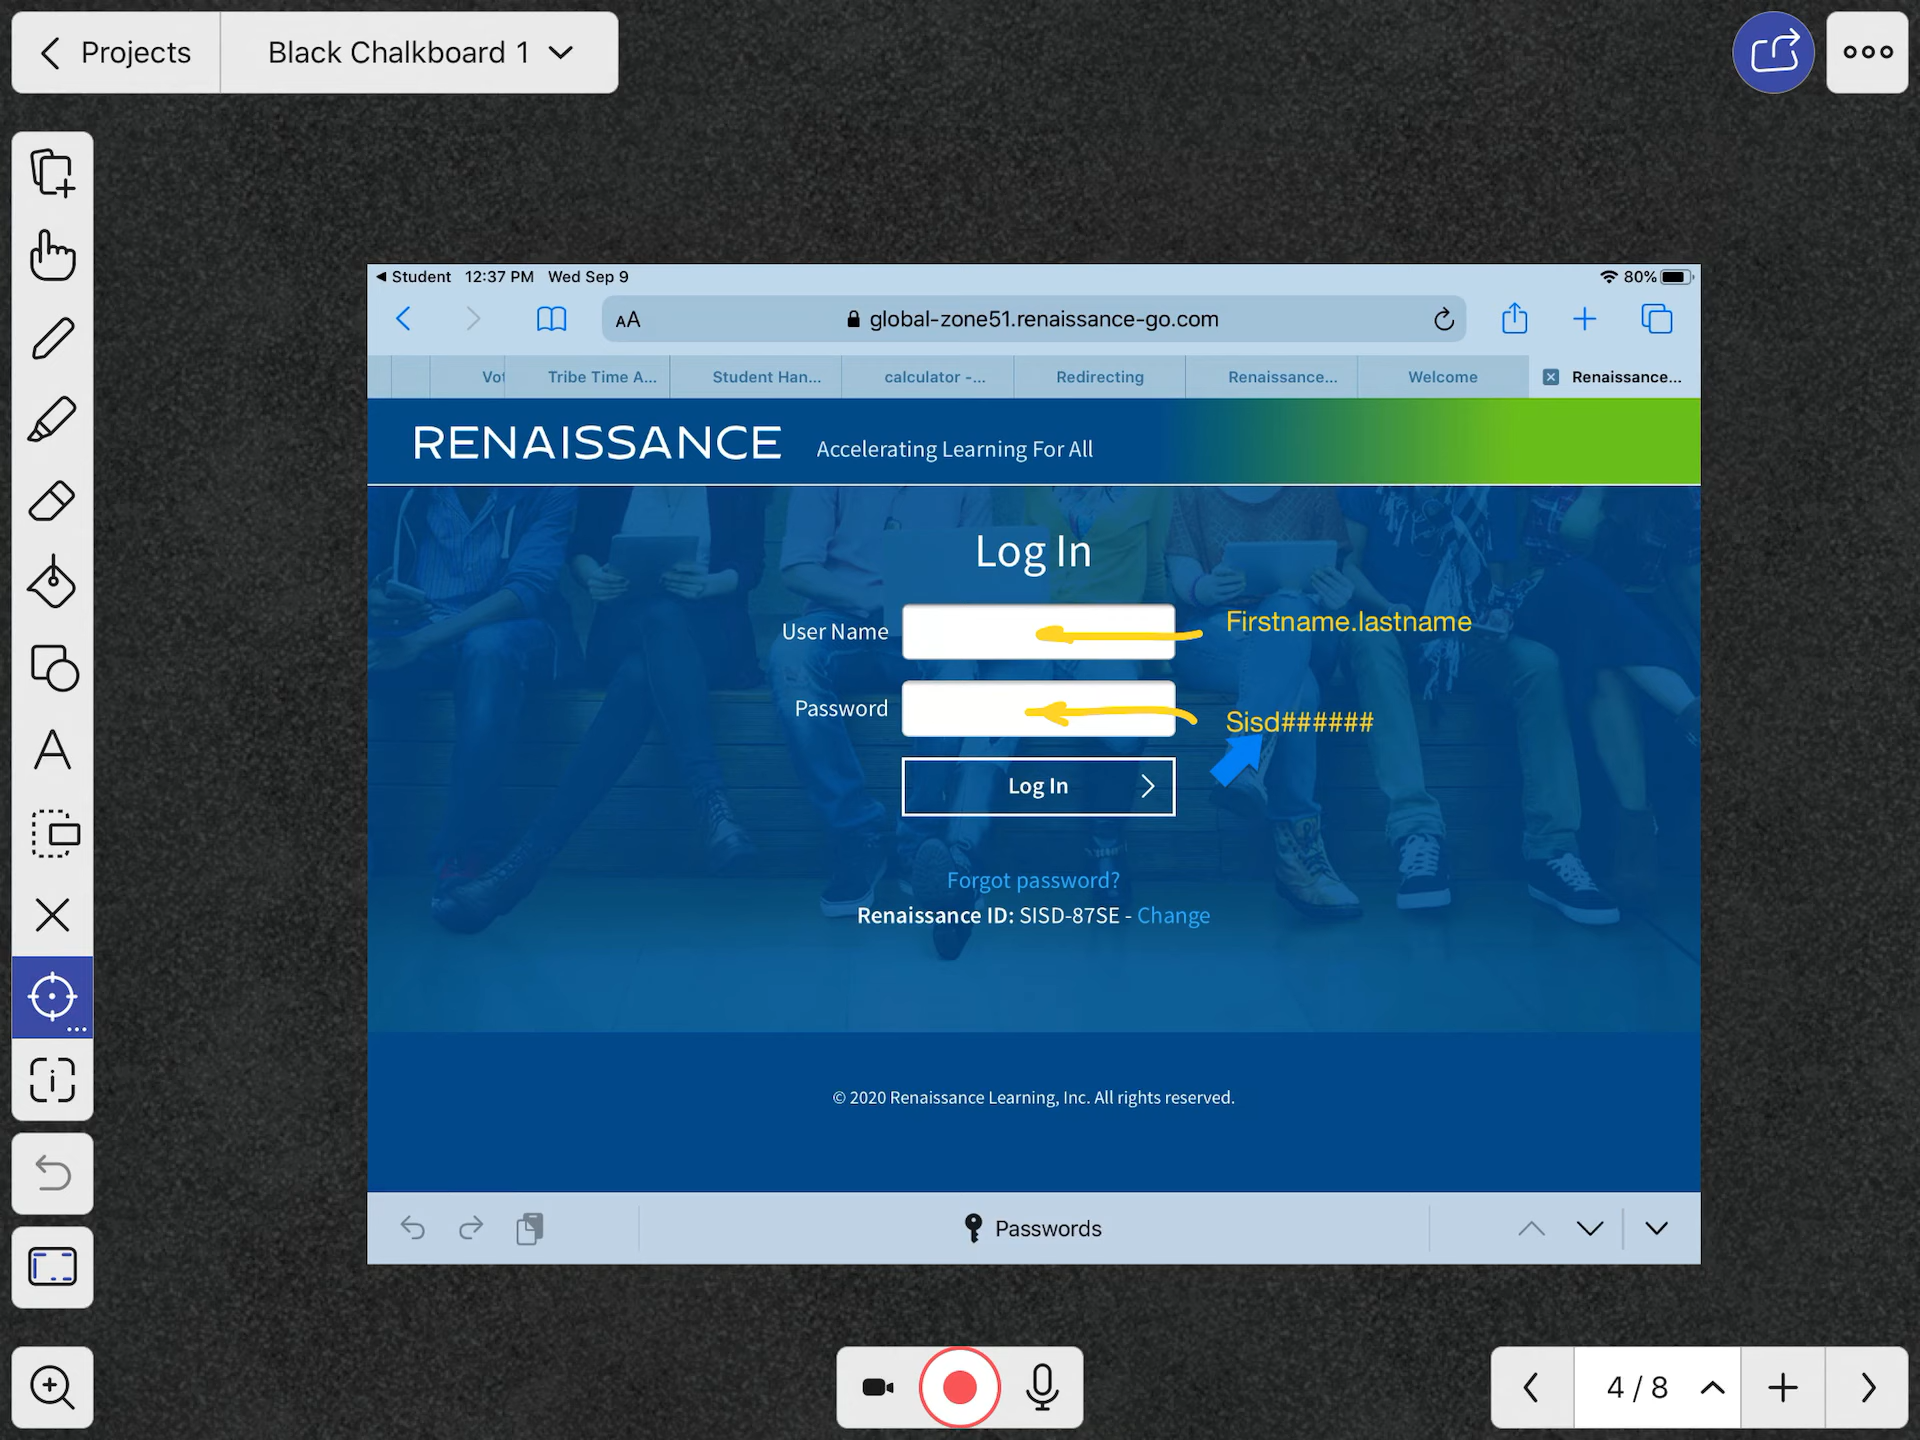 Projects
Black Chalkboard 1
Student 12:37 PM Wed Sep 9
80%
AA
global-zone51.renaissance-go.com
Vot
Tribe Time A...
Student Han...
calculator -...
Redirecting
Renaissance...
Welcome
Renaissance...
RENAISSANCE
Accelerating Learning For All
Log In
User Name
Firstname.lastname
Password
Sisd######
Log In
Forgot password?
Renaissance ID: SISD-87SE - Change
© 2020 Renaissance Learning, Inc. All rights reserved.
Passwords
4 / 8